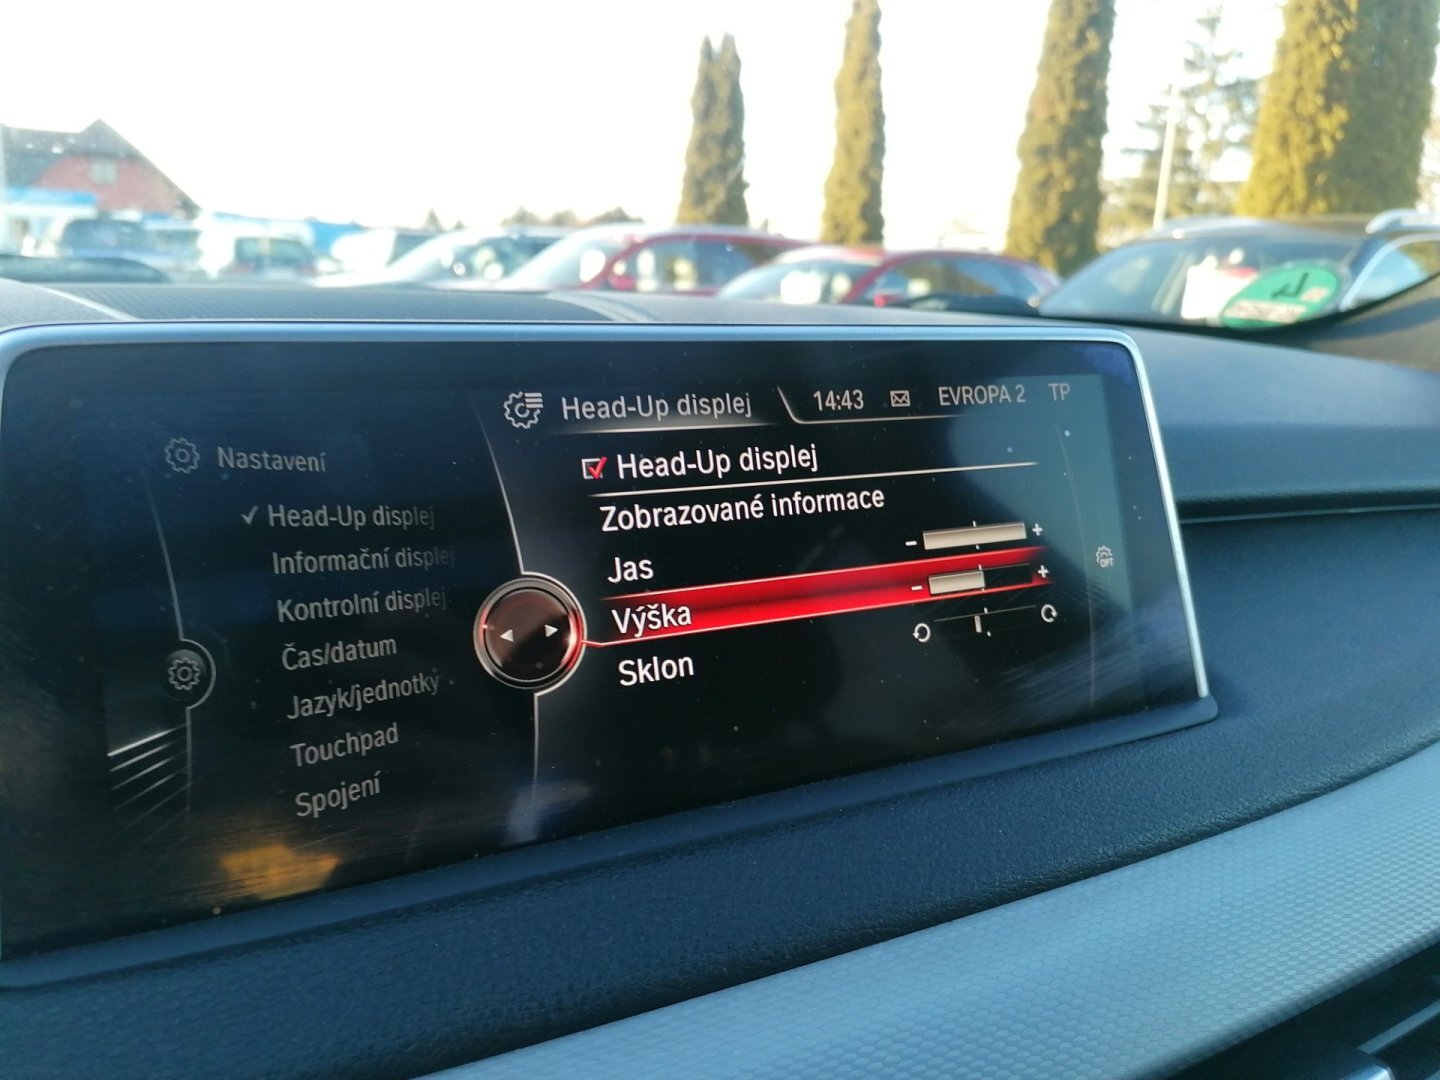 Head-Up displej 14:43 EVROPA 2 TP
Nastavení
✓ Head-Up displej
Informační displej
Kontrolní displej
Čas/datum
Jazyk/jednotky
Touchpad
Spojení
Head-Up displej
Zobrazované informace
Jas - +
Výška - +
Sklon
OPT